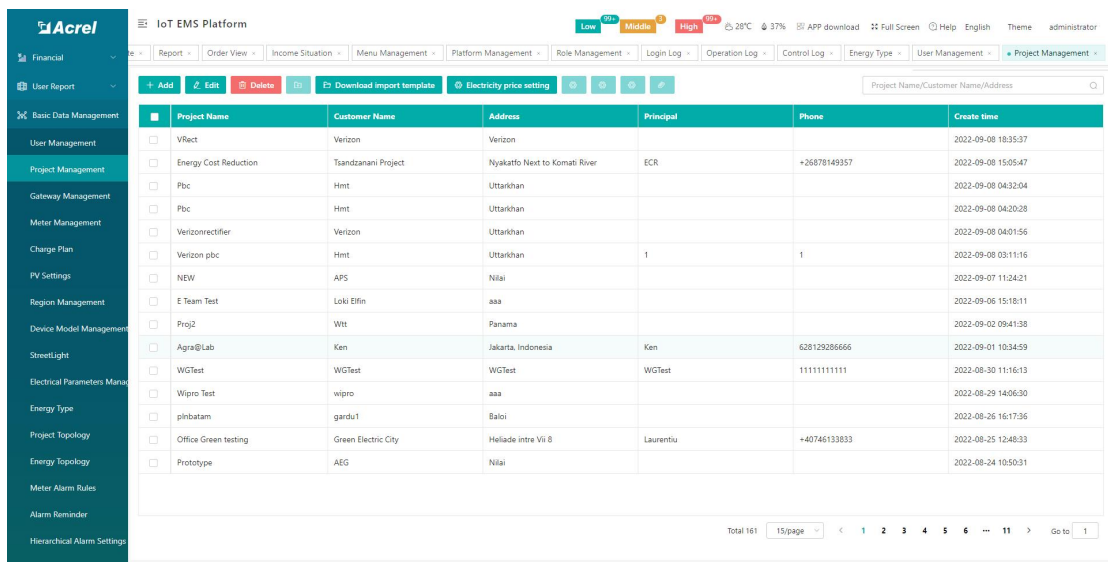 Acrel
IoT EMS Platform
Low 99+ Middle 3 High 99+ 28℃ 37% APP download Full Screen Help English Theme administrator
Report × Order View × Income Situation × Menu Management × Platform Management × Role Management × Login Log × Operation Log × Control Log × Energy Type × User Management × Project Management ×
Financial
User Report
Basic Data Management
User Management
Project Management
Gateway Management
Meter Management
Charge Plan
PV Settings
Region Management
Device Model Management
StreetLight
Electrical Parameters Manag
Energy Type
Project Topology
Energy Topology
Meter Alarm Rules
Alarm Reminder
Hierarchical Alarm Settings
+ Add Edit Delete Download import template Electricity price setting Project Name/Customer Name/Address
Project Name Customer Name Address Principal Phone Create time
VRect Verizon Verizon 2022-09-08 18:35:37
Energy Cost Reduction Tsandzanani Project Nyakatfo Next to Komati River ECR +26878149357 2022-09-08 15:05:47
Pbc Hmt Uttarkhan 2022-09-08 04:32:04
Pbc Hmt Uttarkhan 2022-09-08 04:20:28
Verizonrectifier Verizon Uttarkhan 2022-09-08 04:01:56
Verizon pbc Hmt Uttarkhan 1 1 2022-09-08 03:11:16
NEW APS Nilai 2022-09-07 11:24:21
E Team Test Loki Elfin aaa 2022-09-06 15:18:11
Proj2 Wtt Panama 2022-09-02 09:41:38
Agra@Lab Ken Jakarta, Indonesia Ken 628129286666 2022-09-01 10:34:59
WGTest WGTest WGTest WGTest 11111111111 2022-08-30 11:16:13
Wipro Test wipro aaa 2022-08-29 14:06:30
plnbatam gardu1 Baloi 2022-08-26 16:17:36
Office Green testing Green Electric City Heliade intre Vii 8 Laurentiu +40746133833 2022-08-25 12:48:33
Prototype AEG Nilai 2022-08-24 10:50:31
Total 161 15/page < 1 2 3 4 5 6 ··· 11 > Go to 1